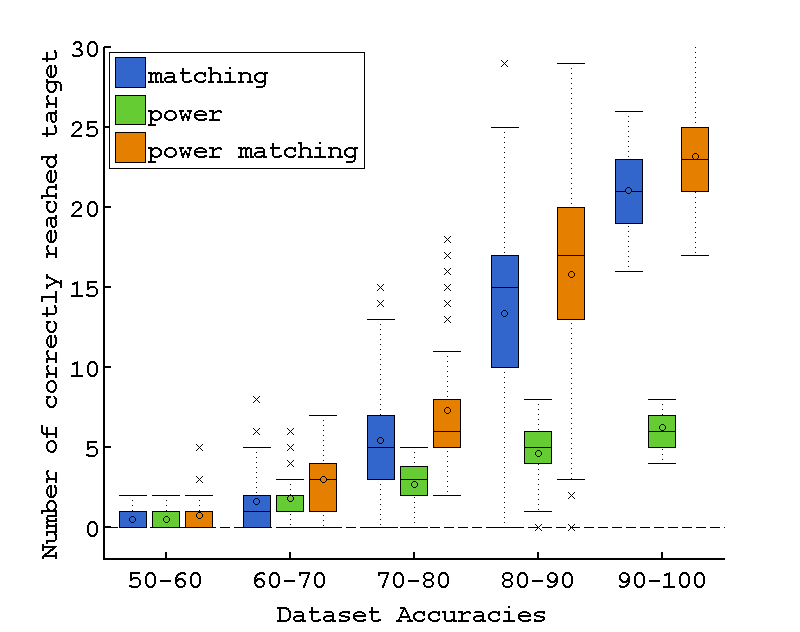 Number of correctly reached target
30
25
20
15
10
5
0
matching
power
power matching
50-60 60-70 70-80 80-90 90-100
Dataset Accuracies